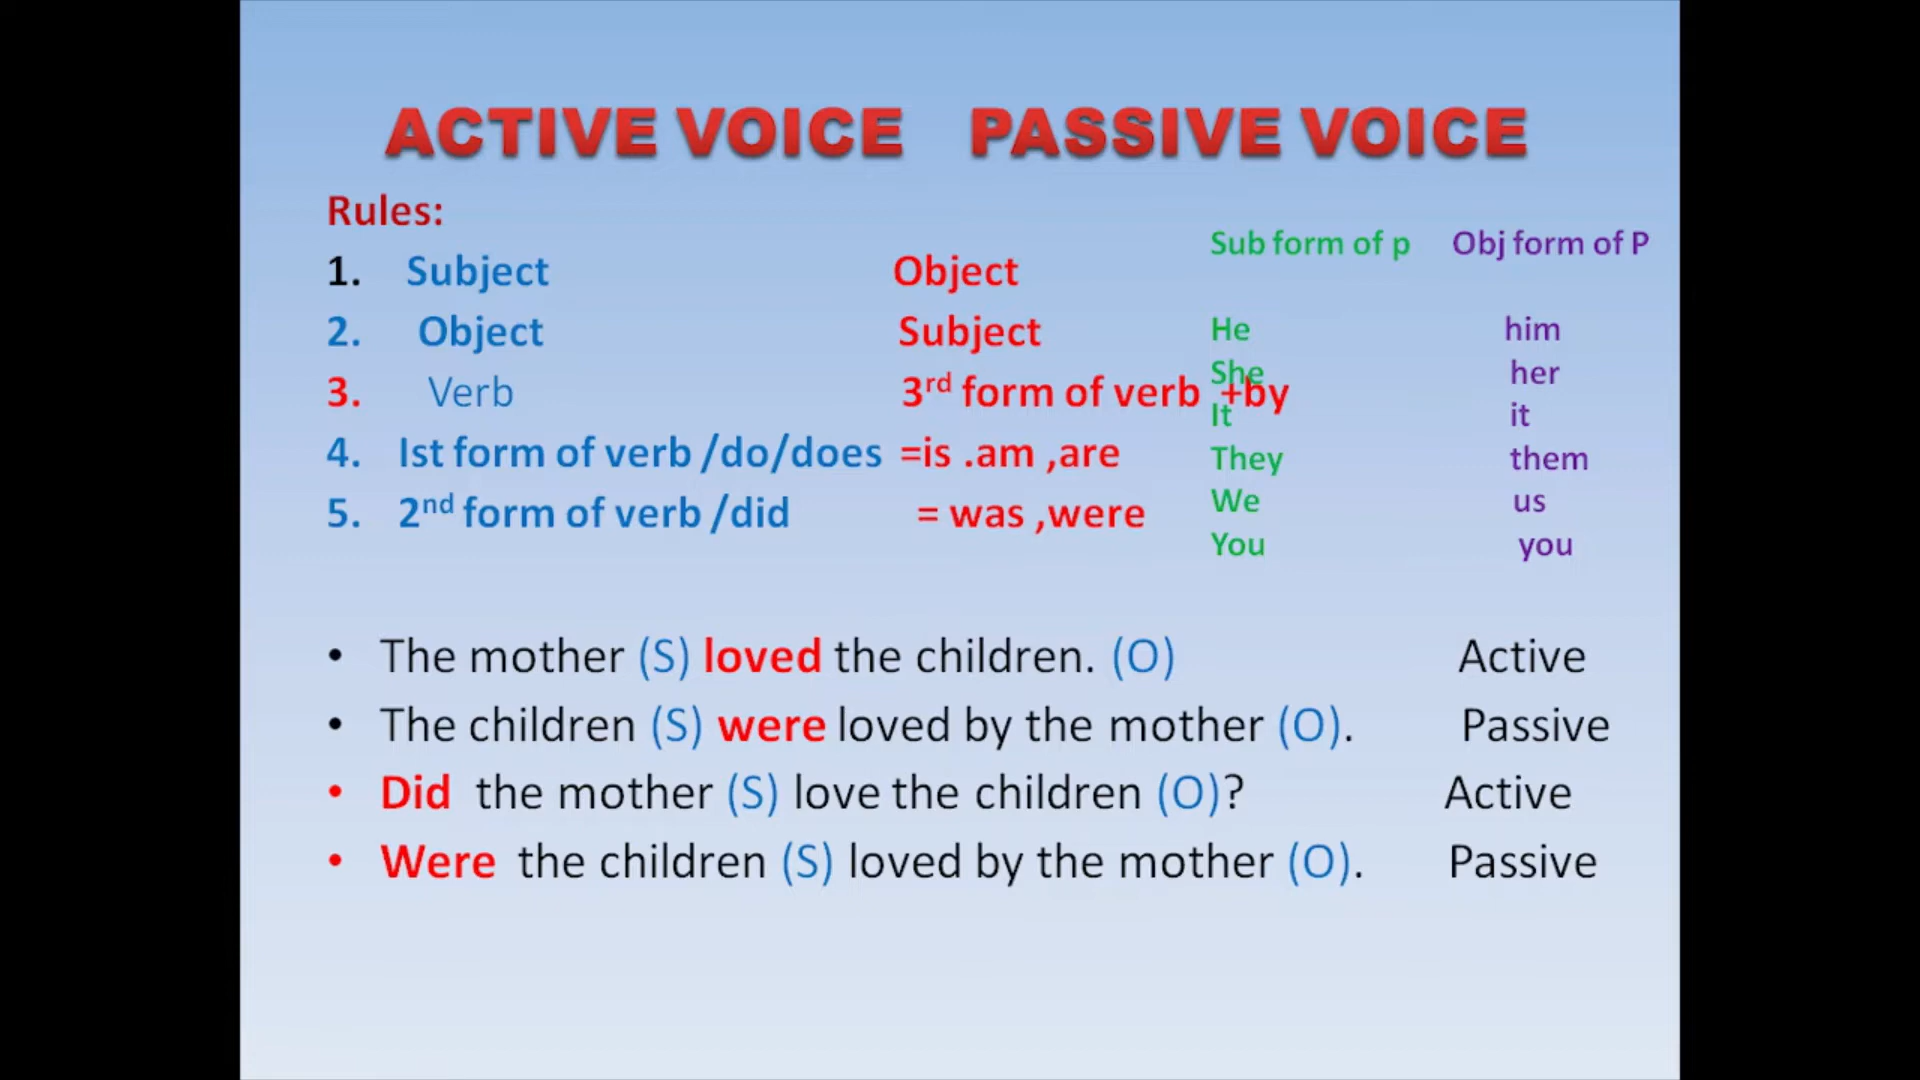 ACTIVE VOICE PASSIVE VOICE
Rules:
Sub form of p Obj form of P
1. Subject Object
2. Object Subject
He him
She her
3. Verb 3rd form of verb +by
It it
4. Ist form of verb /do/does =is .am ,are
They them
We us
5. 2nd form of verb /did = was ,were
You you
• The mother (S) loved the children. (O) Active
• The children (S) were loved by the mother (O). Passive
• Did the mother (S) love the children (O)? Active
• Were the children (S) loved by the mother (O). Passive